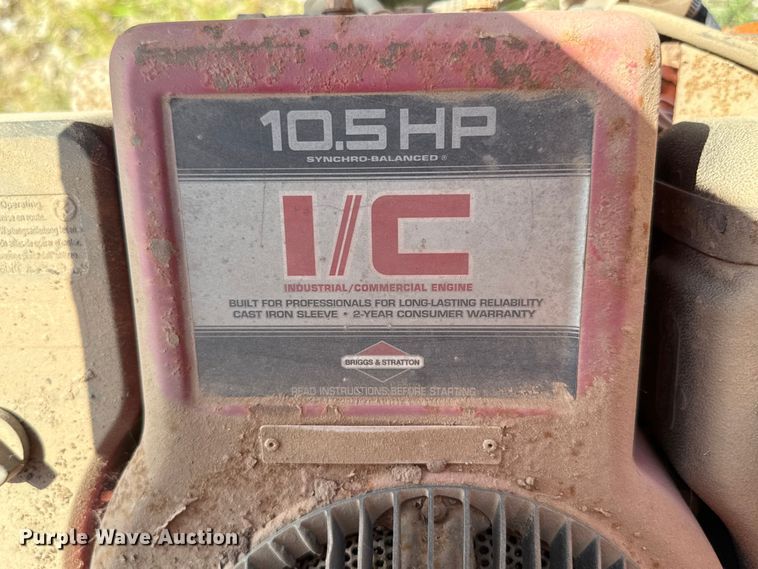 10.5 HP
SYNCHRO-BALANCED ®
I/C
INDUSTRIAL/COMMERCIAL ENGINE
BUILT FOR PROFESSIONALS FOR LONG-LASTING RELIABILITY
CAST IRON SLEEVE • 2-YEAR CONSUMER WARRANTY
BRIGGS & STRATTON
READ INSTRUCTIONS BEFORE STARTING
Operating
Purple Wave Auction